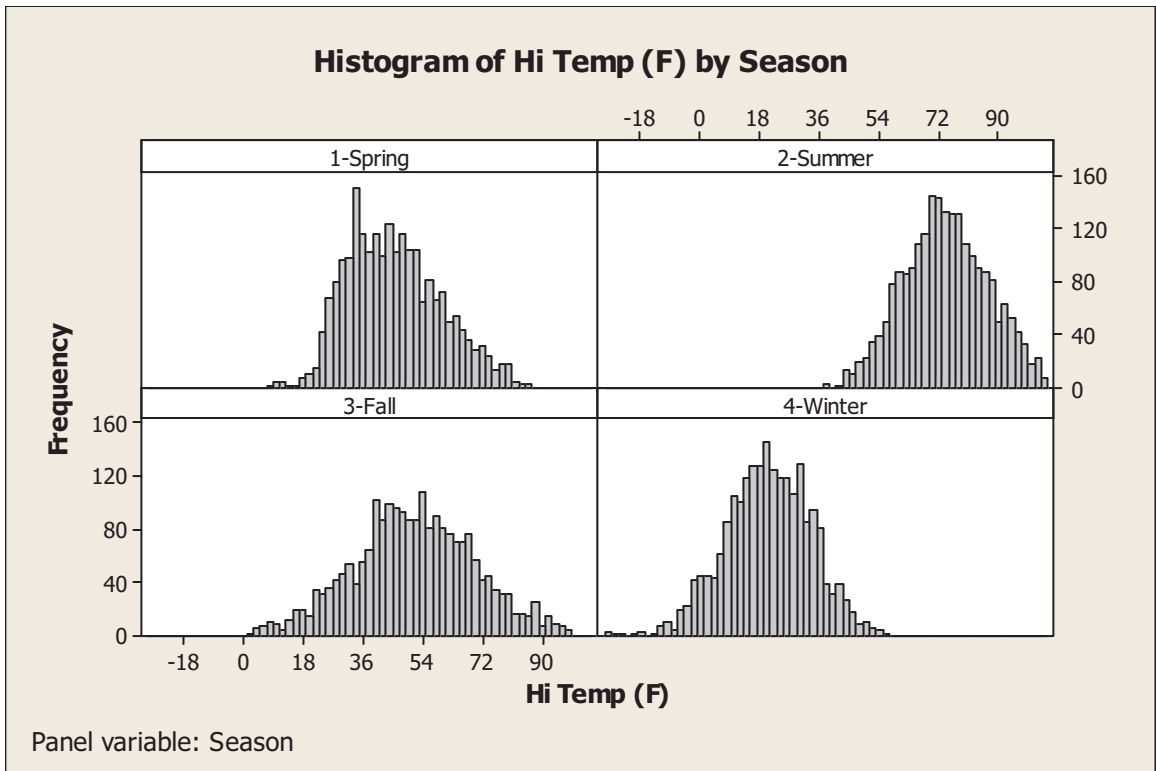 Histogram of Hi Temp (F) by Season
-18 0 18 36 54 72 90
1-Spring 2-Summer
160
120
80
40
0
Frequency
3-Fall 4-Winter
160
120
80
40
0
-18 0 18 36 54 72 90
Hi Temp (F)
Panel variable: Season